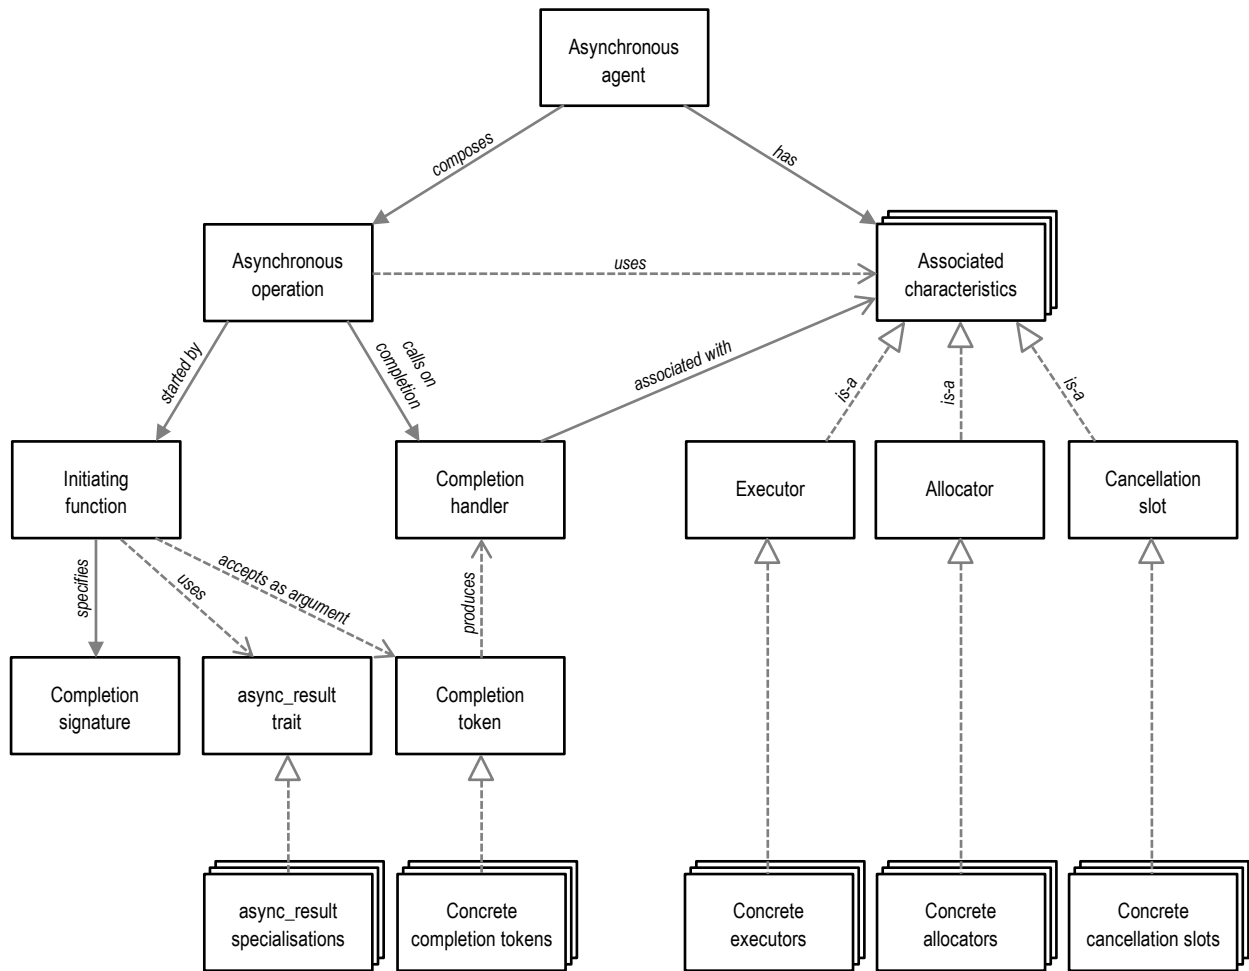 Asynchronous
agent
composes
has
Asynchronous
operation
uses
Associated
characteristics
started by
calls on
completion
associated with
is-a
is-a
is-a
Initiating
function
Completion
handler
Executor
Allocator
Cancellation
slot
specifies
uses
accepts as argument
produces
Completion
signature
async_result
trait
Completion
token
async_result
specialisations
Concrete
completion tokens
Concrete
executors
Concrete
allocators
Concrete
cancellation slots